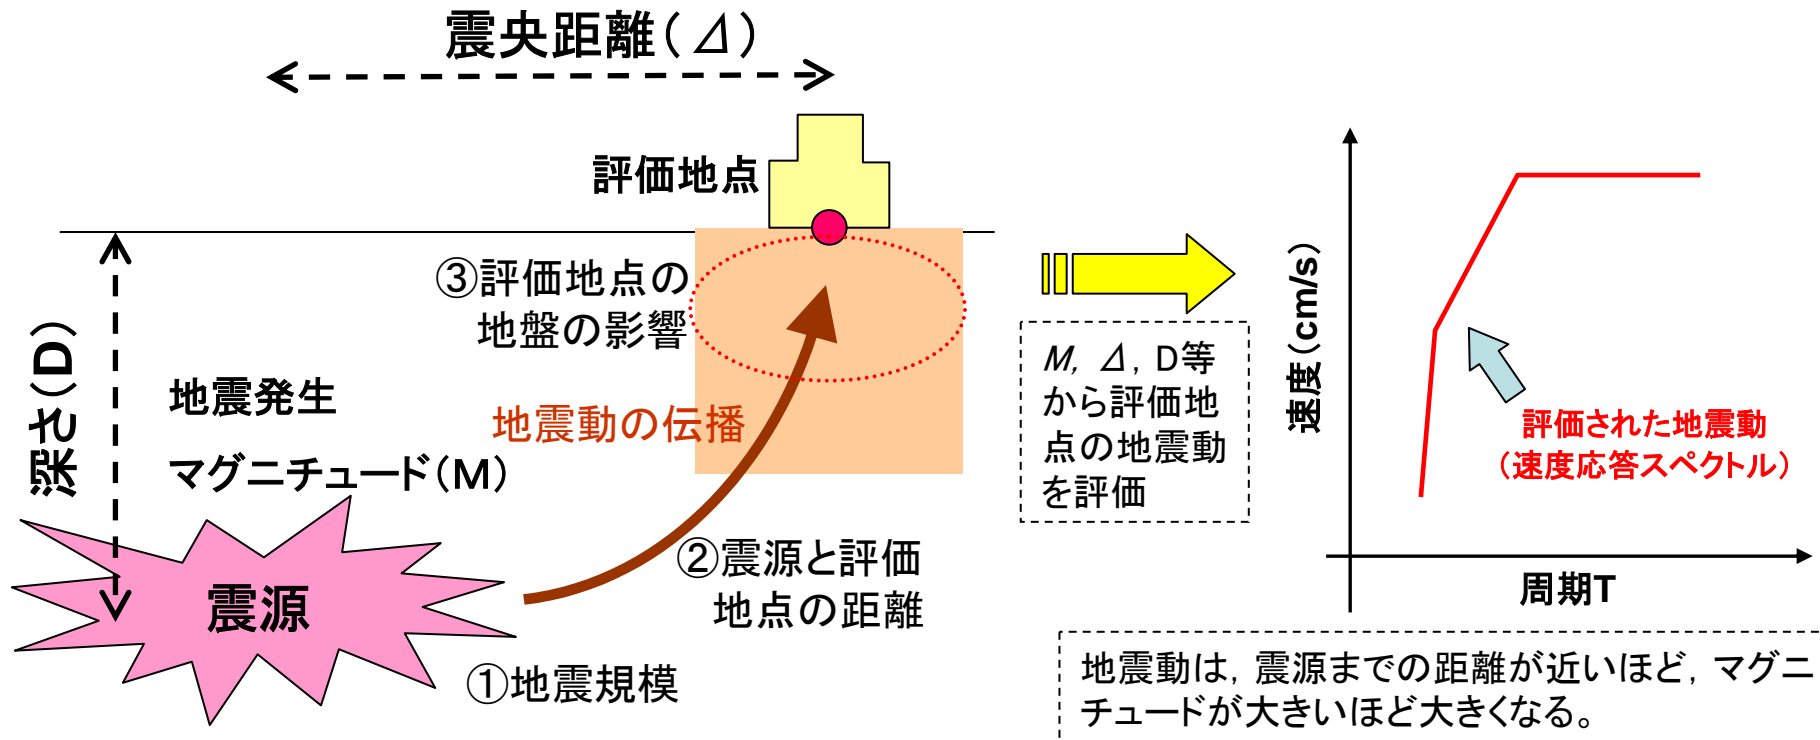 震央距離(Δ)
評価地点
③評価地点の
地盤の影響
深さ(D)
地震発生
マグニチュード(M)
地震動の伝播
震源
②震源と評価
地点の距離
①地震規模
M, Δ, D等
から評価地
点の地震動
を評価
速度(cm/s)
評価された地震動
(速度応答スペクトル)
周期T
地震動は, 震源までの距離が近いほど, マグニ
チュードが大きいほど大きくなる。